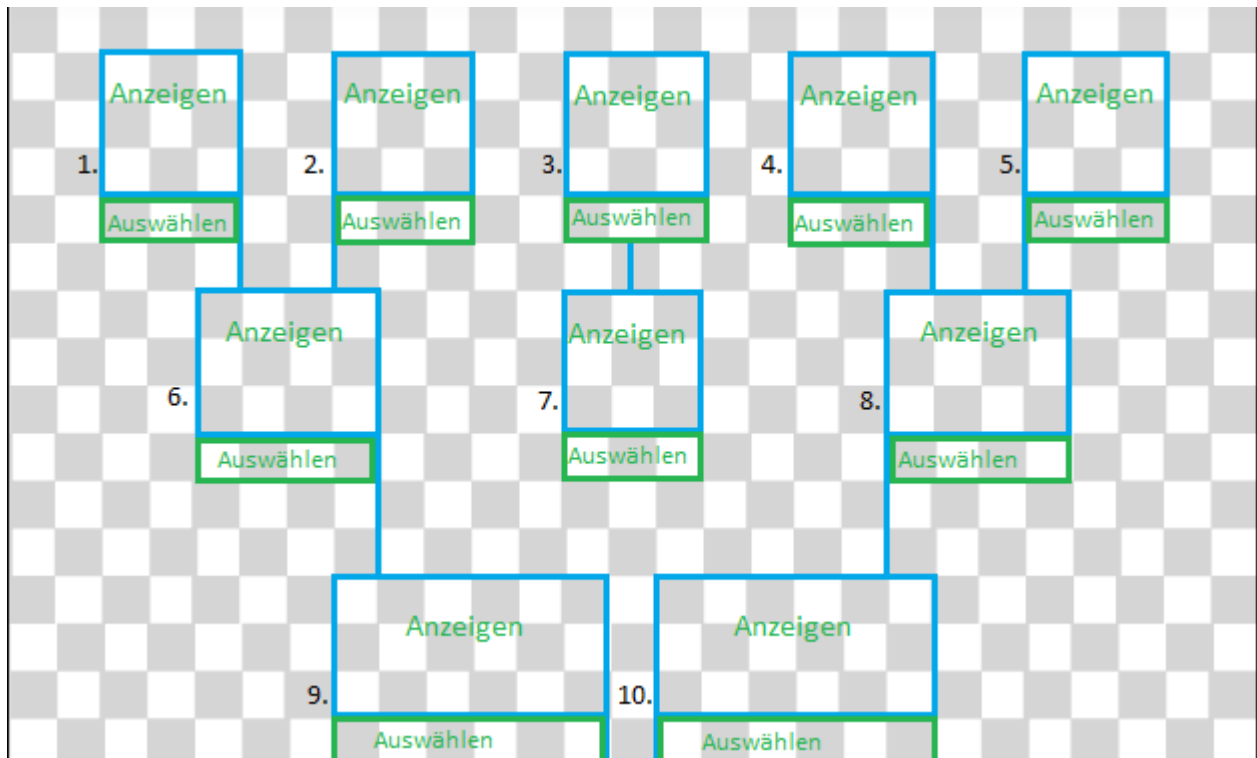 Anzeigen Anzeigen Anzeigen Anzeigen Anzeigen
1. 2. 3. 4. 5.
Auswählen Auswählen Auswählen Auswählen Auswählen
Anzeigen Anzeigen Anzeigen
6. 7. 8.
Auswählen Auswählen Auswählen
Anzeigen Anzeigen
9. 10.
Auswählen Auswählen